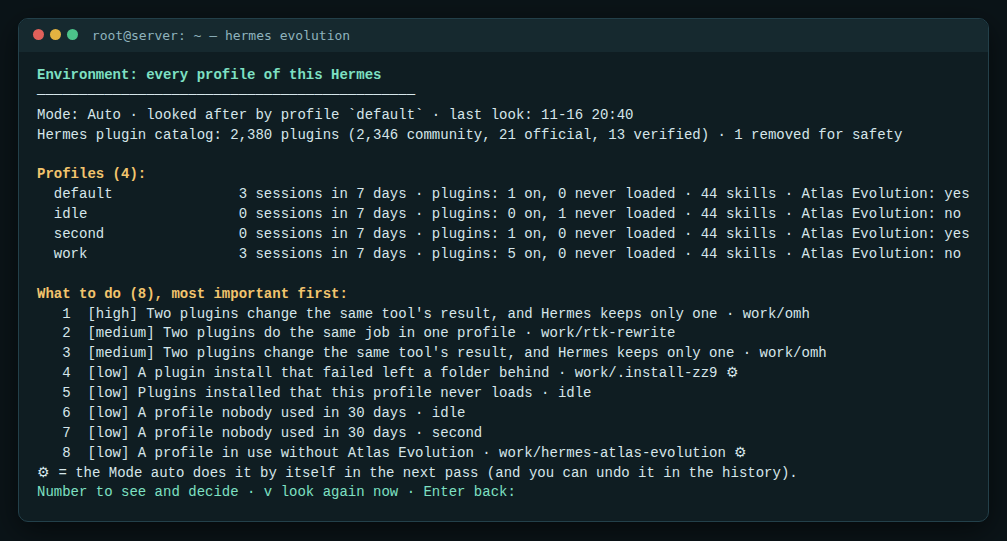 root@server: ~ — hermes evolution
Environment: every profile of this Hermes
─────────────────────────────────────────────
Mode: Auto · looked after by profile `default` · last look: 11-16 20:40
Hermes plugin catalog: 2,380 plugins (2,346 community, 21 official, 13 verified) · 1 removed for safety
Profiles (4):
default 3 sessions in 7 days · plugins: 1 on, 0 never loaded · 44 skills · Atlas Evolution: yes
idle 0 sessions in 7 days · plugins: 0 on, 1 never loaded · 44 skills · Atlas Evolution: no
second 0 sessions in 7 days · plugins: 1 on, 0 never loaded · 44 skills · Atlas Evolution: yes
work 3 sessions in 7 days · plugins: 5 on, 0 never loaded · 44 skills · Atlas Evolution: no
What to do (8), most important first:
1 [high] Two plugins change the same tool's result, and Hermes keeps only one · work/omh
2 [medium] Two plugins do the same job in one profile · work/rtk-rewrite
3 [medium] Two plugins change the same tool's result, and Hermes keeps only one · work/omh
4 [low] A plugin install that failed left a folder behind · work/.install-zz9 ⚙
5 [low] Plugins installed that this profile never loads · idle
6 [low] A profile nobody used in 30 days · idle
7 [low] A profile nobody used in 30 days · second
8 [low] A profile in use without Atlas Evolution · work/hermes-atlas-evolution ⚙
⚙ = the Mode auto does it by itself in the next pass (and you can undo it in the history).
Number to see and decide · v look again now · Enter back: